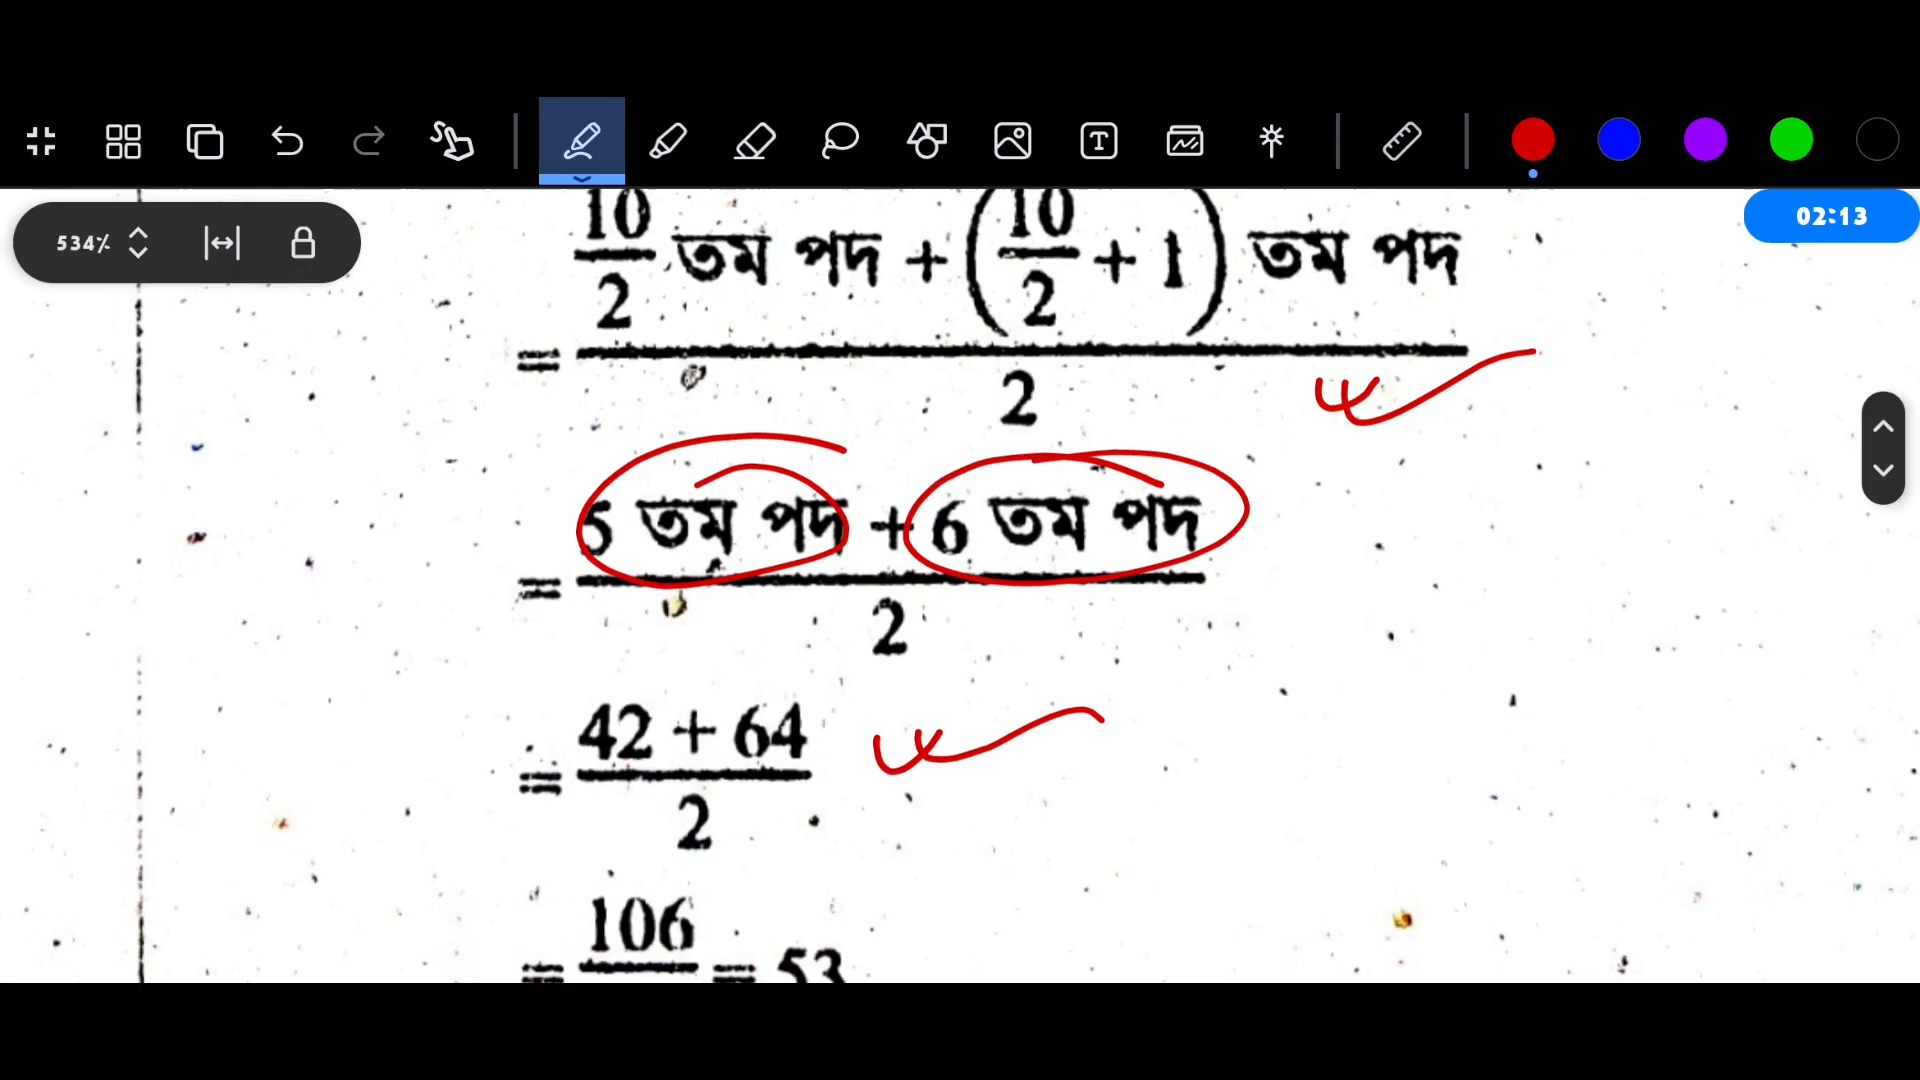 534%
02:13
10/2 তম পদ + (10/2 + 1) তম পদ
=
2
5 তম পদ + 6 তম পদ
=
2
42 + 64
=
2
106
= = 53